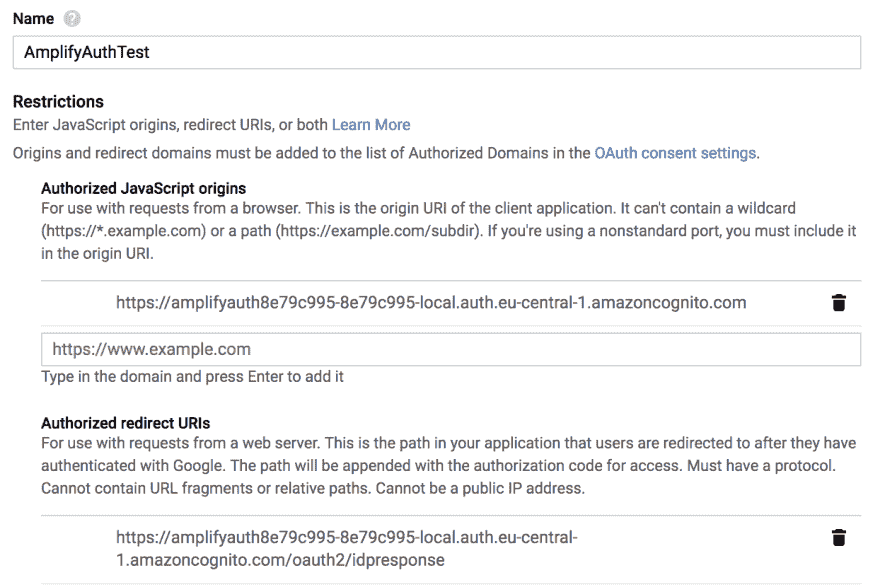 Name ?
AmplifyAuthTest
Restrictions
Enter JavaScript origins, redirect URIs, or both Learn More
Origins and redirect domains must be added to the list of Authorized Domains in the OAuth consent settings.
Authorized JavaScript origins
For use with requests from a browser. This is the origin URI of the client application. It can't contain a wildcard
(https://*.example.com) or a path (https://example.com/subdir). If you're using a nonstandard port, you must include it
in the origin URI.
https://amplifyauth8e79c995-8e79c995-local.auth.eu-central-1.amazoncognito.com
https://www.example.com
Type in the domain and press Enter to add it
Authorized redirect URIs
For use with requests from a web server. This is the path in your application that users are redirected to after they have
authenticated with Google. The path will be appended with the authorization code for access. Must have a protocol.
Cannot contain URL fragments or relative paths. Cannot be a public IP address.
https://amplifyauth8e79c995-8e79c995-local.auth.eu-central-
1.amazoncognito.com/oauth2/idpresponse